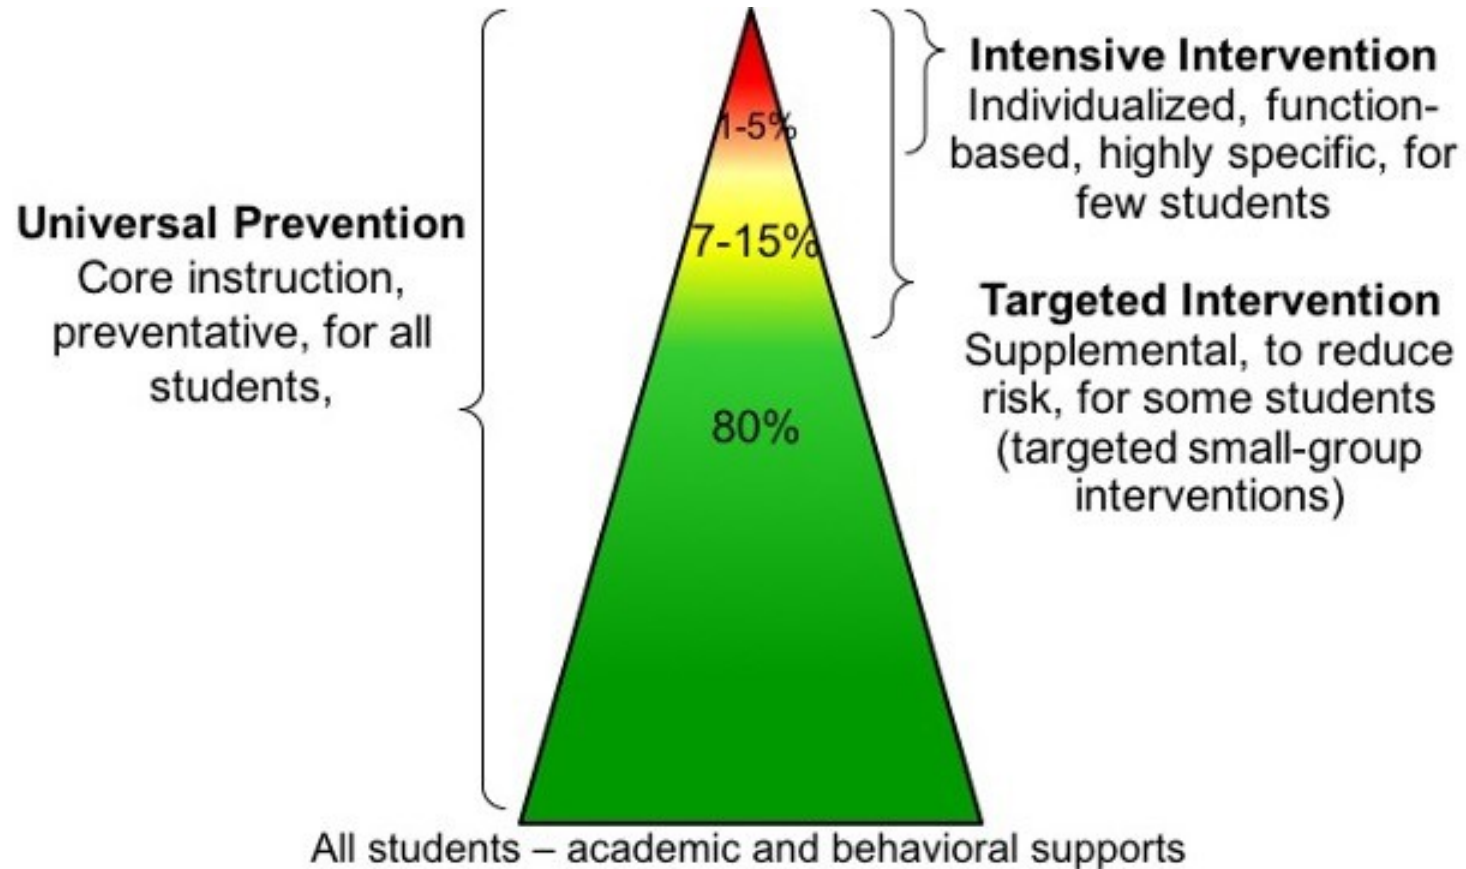 Universal Prevention
Core instruction,
preventative, for all
students,
1-5%
7-15%
80%
Intensive Intervention
Individualized, function-
based, highly specific, for
few students
Targeted Intervention
Supplemental, to reduce
risk, for some students
(targeted small-group
interventions)
All students – academic and behavioral supports